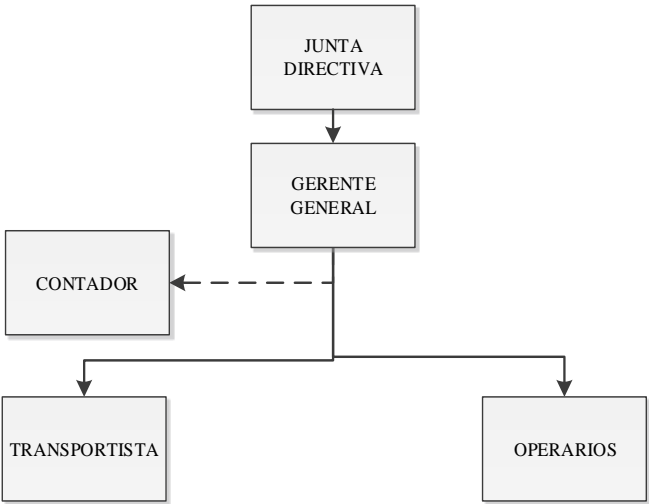 JUNTA
DIRECTIVA
GERENTE
GENERAL
CONTADOR
TRANSPORTISTA
OPERARIOS